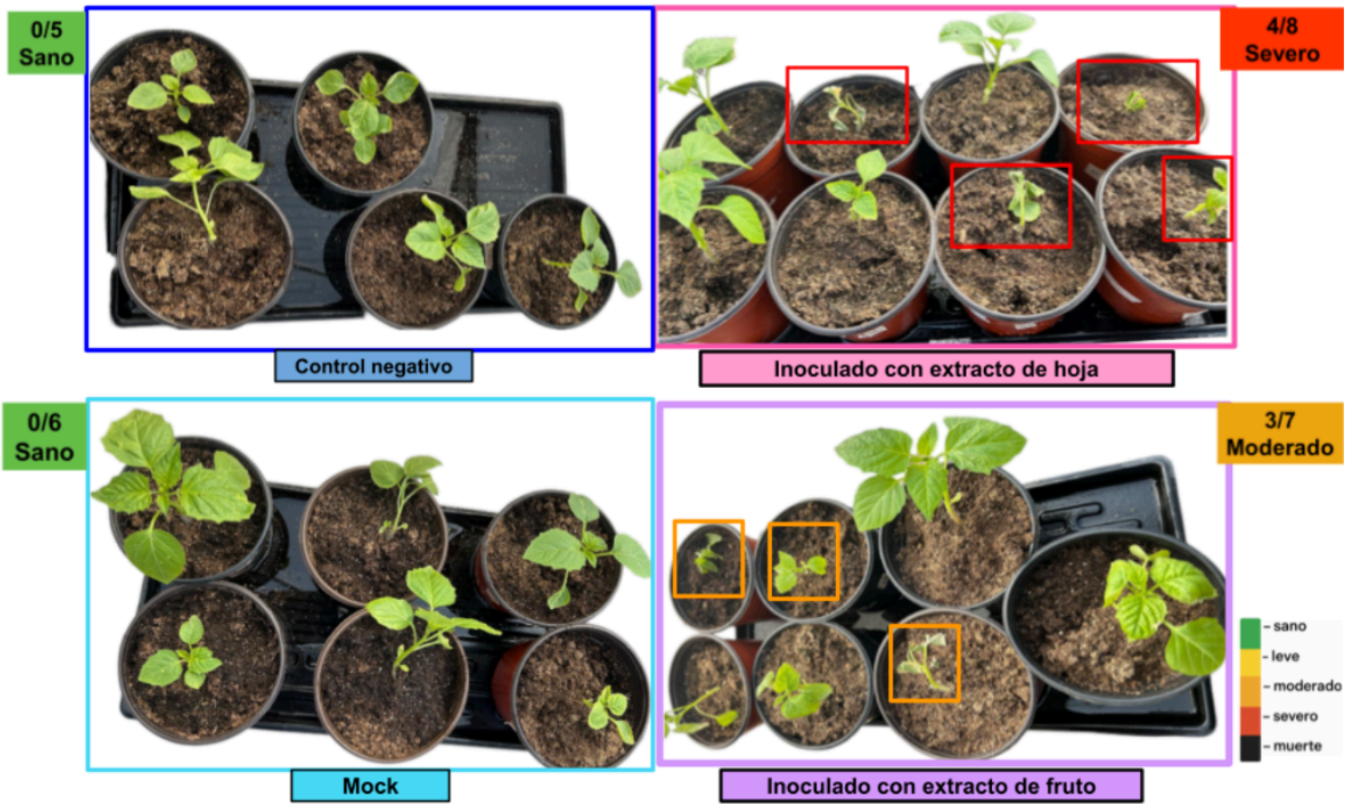 0/5
Sano
4/8
Severo
Control negativo
Inoculado con extracto de hoja
0/6
Sano
3/7
Moderado
– sano
– leve
– moderado
– severo
– muerte
Mock
Inoculado con extracto de fruto